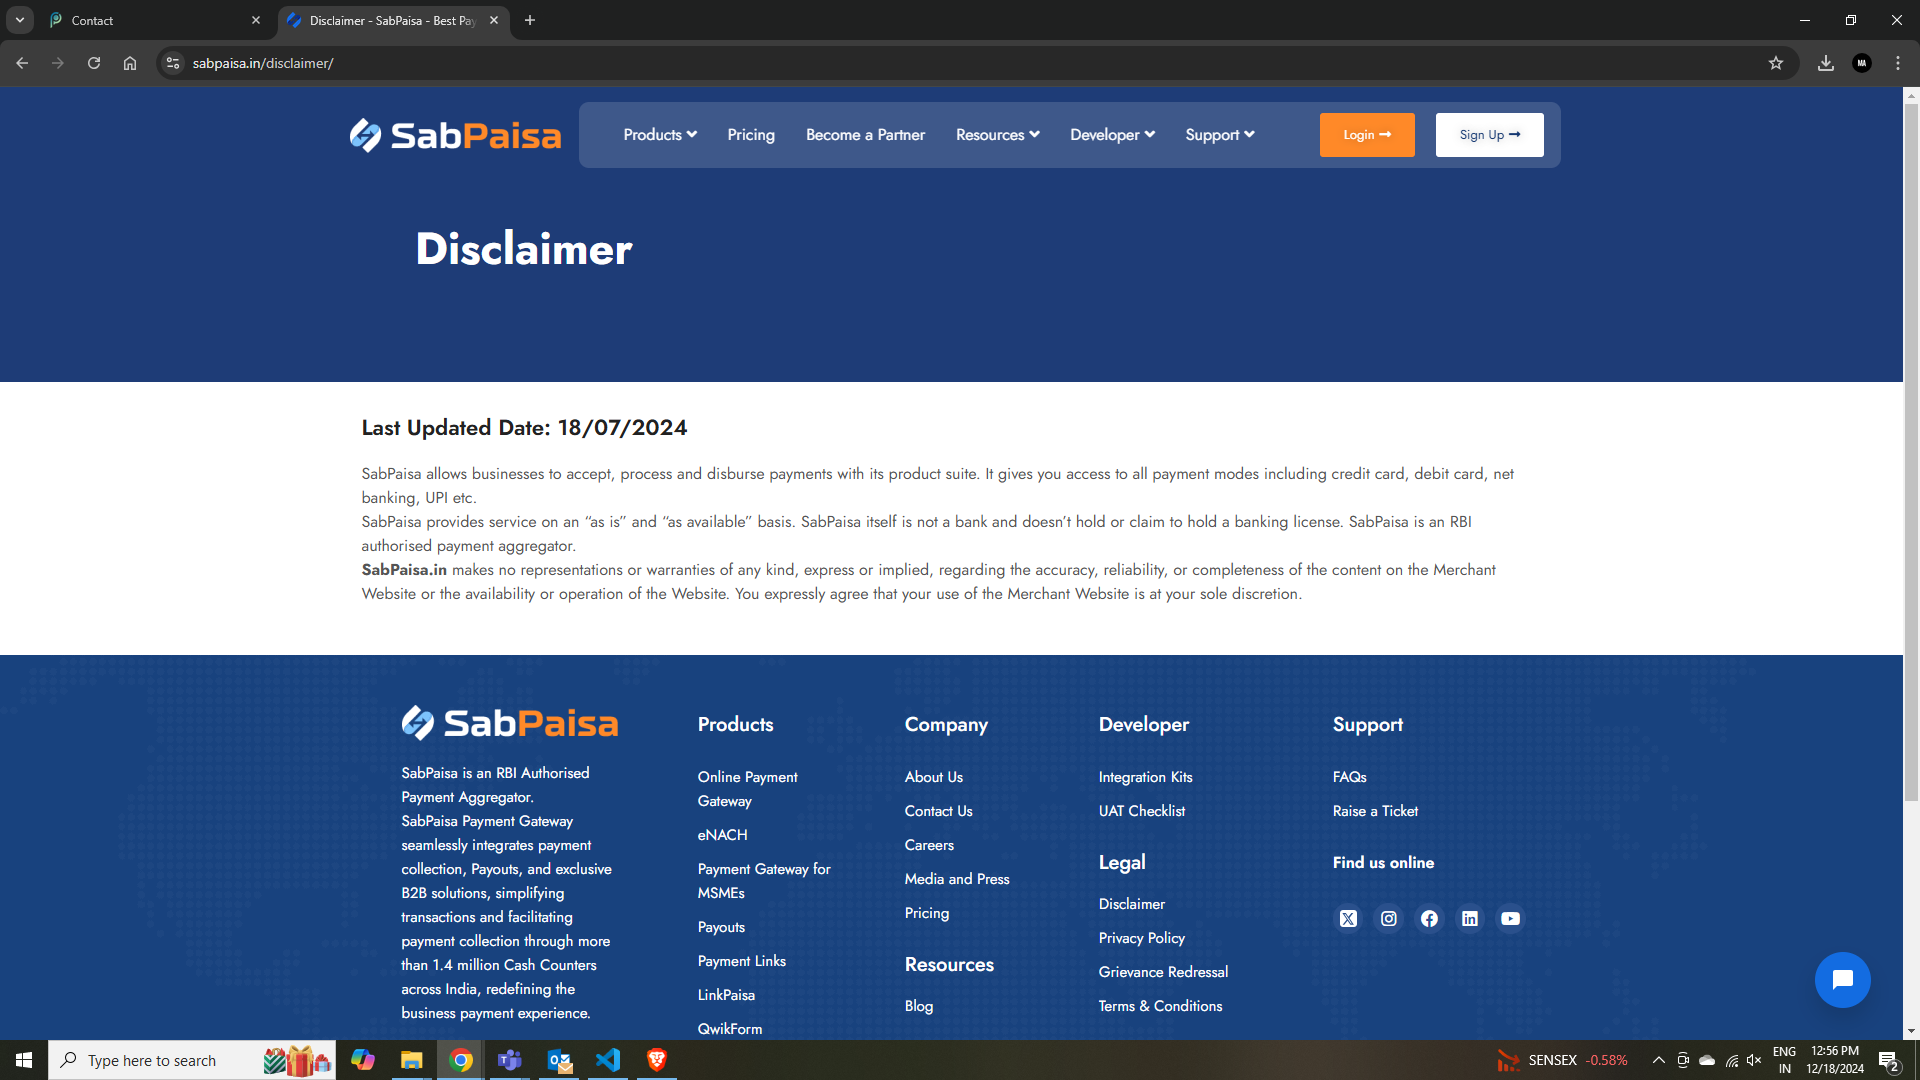 Contact
Disclaimer - SabPaisa - Best Pay
sabpaisa.in/disclaimer/
SabPaisa
Products
Pricing
Become a Partner
Resources
Developer
Support
Login
Sign Up
Disclaimer
Last Updated Date: 18/07/2024
SabPaisa allows businesses to accept, process and disburse payments with its product suite. It gives you access to all payment modes including credit card, debit card, net
banking, UPI etc.
SabPaisa provides service on an “as is” and “as available” basis. SabPaisa itself is not a bank and doesn’t hold or claim to hold a banking license. SabPaisa is an RBI
authorised payment aggregator.
SabPaisa.in makes no representations or warranties of any kind, express or implied, regarding the accuracy, reliability, or completeness of the content on the Merchant
Website or the availability or operation of the Website. You expressly agree that your use of the Merchant Website is at your sole discretion.
SabPaisa
SabPaisa is an RBI Authorised
Payment Aggregator.
SabPaisa Payment Gateway
seamlessly integrates payment
collection, Payouts, and exclusive
B2B solutions, simplifying
transactions and facilitating
payment collection through more
than 1.4 million Cash Counters
across India, redefining the
business payment experience.
Products
Online Payment
Gateway
eNACH
Payment Gateway for
MSMEs
Payouts
Payment Links
LinkPaisa
QwikForm
Company
About Us
Contact Us
Careers
Media and Press
Pricing
Resources
Blog
Developer
Integration Kits
UAT Checklist
Legal
Disclaimer
Privacy Policy
Grievance Redressal
Terms & Conditions
Support
FAQs
Raise a Ticket
Find us online
Type here to search
SENSEX -0.58%
ENG
IN
12:56 PM
12/18/2024
2